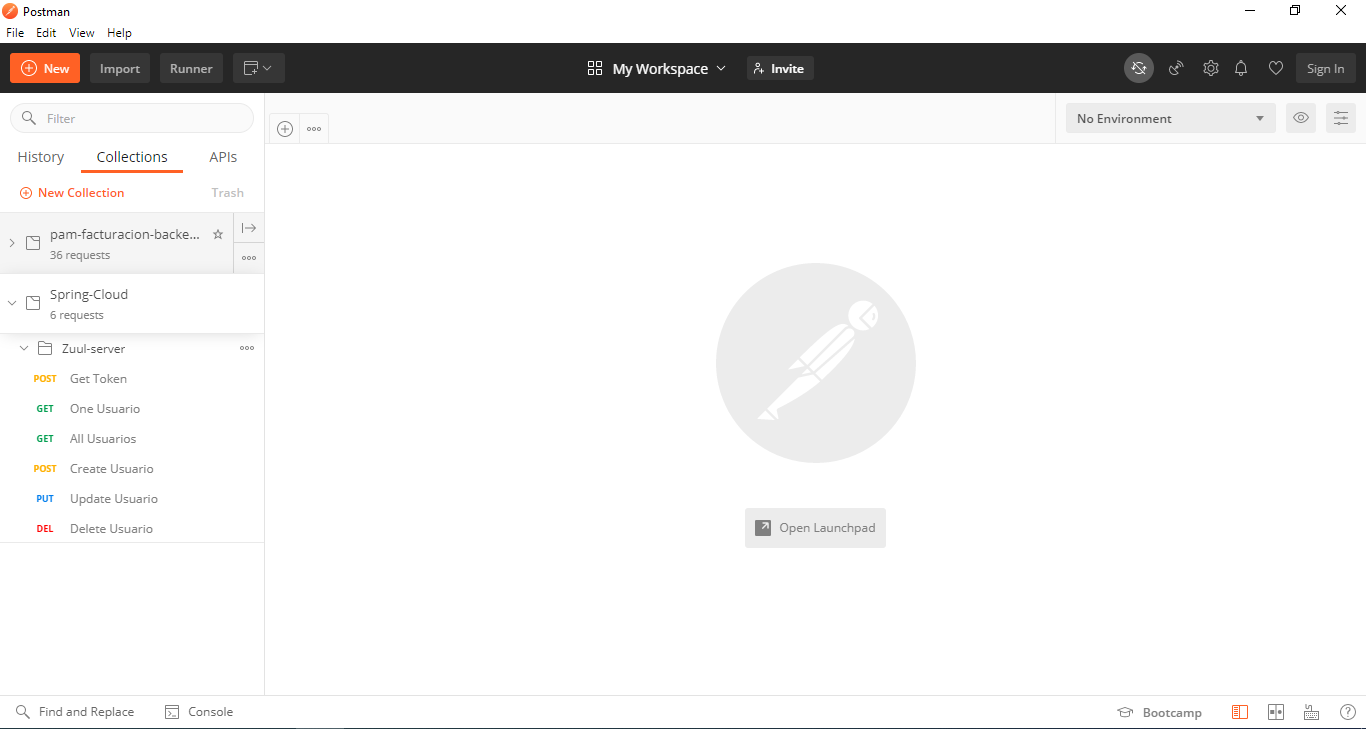 Postman
File Edit View Help
New Import Runner My Workspace Invite Sign In
Filter
No Environment
History Collections APIs
New Collection Trash
pam-facturacion-backe...
36 requests
Spring-Cloud
6 requests
Zuul-server
POST Get Token
GET One Usuario
GET All Usuarios
POST Create Usuario
PUT Update Usuario
DEL Delete Usuario
Open Launchpad
Find and Replace Console Bootcamp